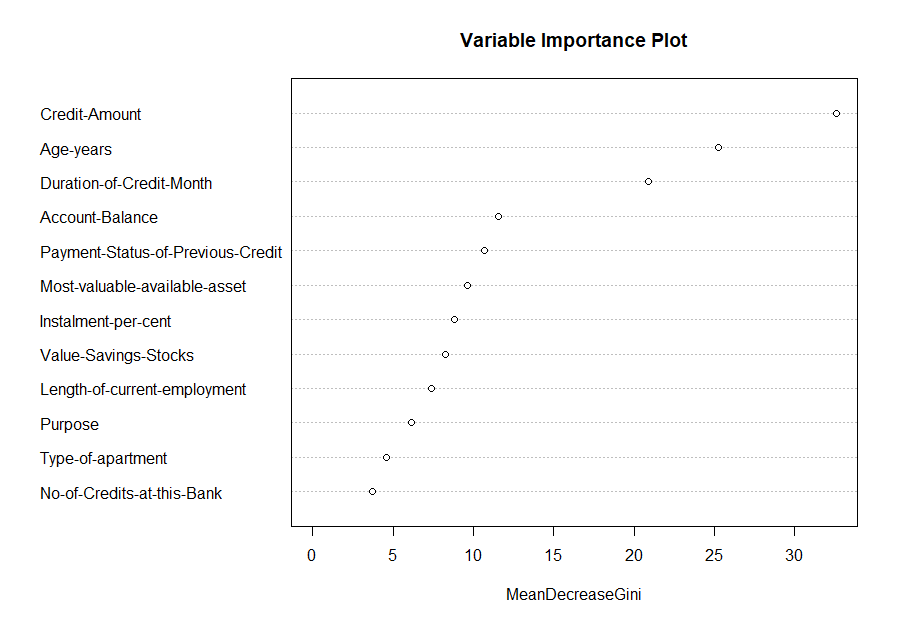 Variable Importance Plot
Credit-Amount
Age-years
Duration-of-Credit-Month
Account-Balance
Payment-Status-of-Previous-Credit
Most-valuable-available-asset
Instalment-per-cent
Value-Savings-Stocks
Length-of-current-employment
Purpose
Type-of-apartment
No-of-Credits-at-this-Bank
0 5 10 15 20 25 30
MeanDecreaseGini